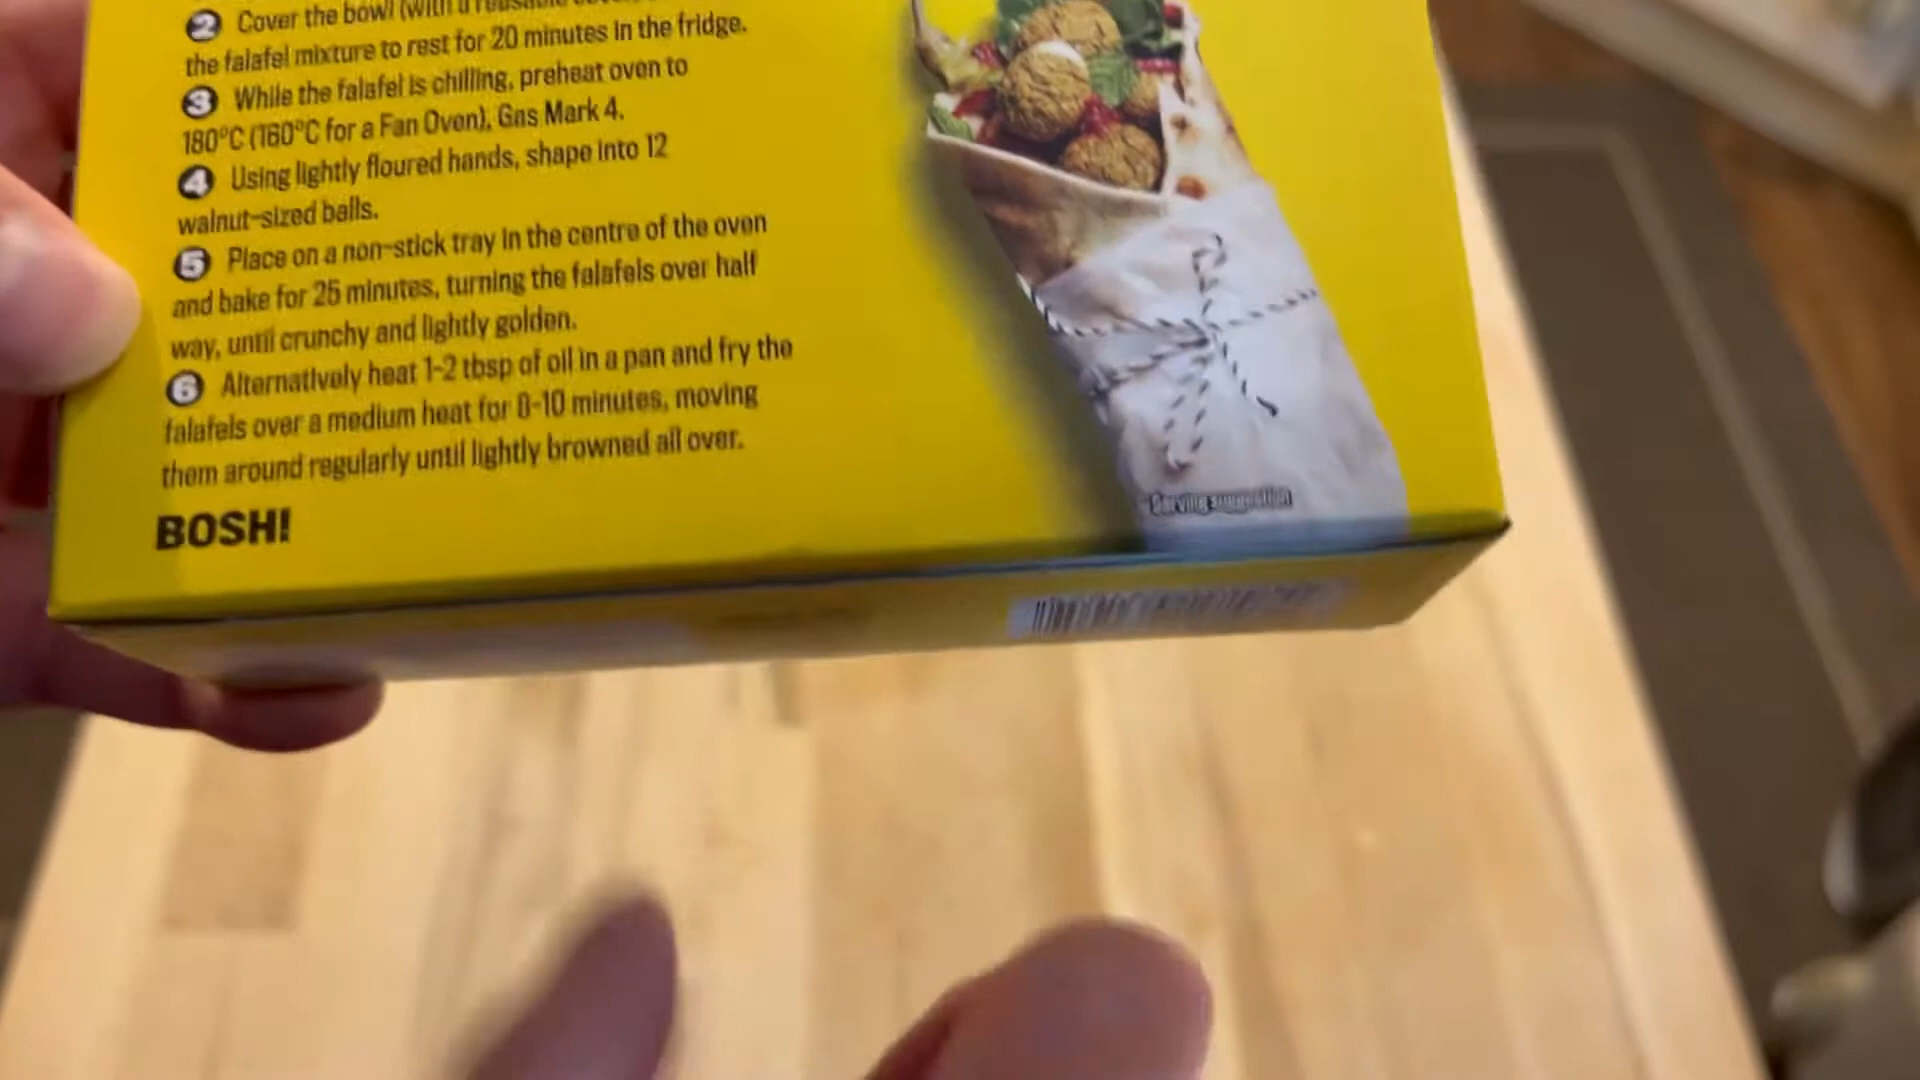 2 Cover the bowl (with a reusable
the falafel mixture to rest for 20 minutes in the fridge.
3 While the falafel is chilling, preheat oven to
180°C (160°C for a Fan Oven), Gas Mark 4.
4 Using lightly floured hands, shape into 12
walnut-sized balls.
5 Place on a non-stick tray in the centre of the oven
and bake for 25 minutes, turning the falafels over half
way, until crunchy and lightly golden.
6 Alternatively heat 1-2 tbsp of oil in a pan and fry the
falafels over a medium heat for 8-10 minutes, moving
them around regularly until lightly browned all over.
BOSH!
Serving suggestion